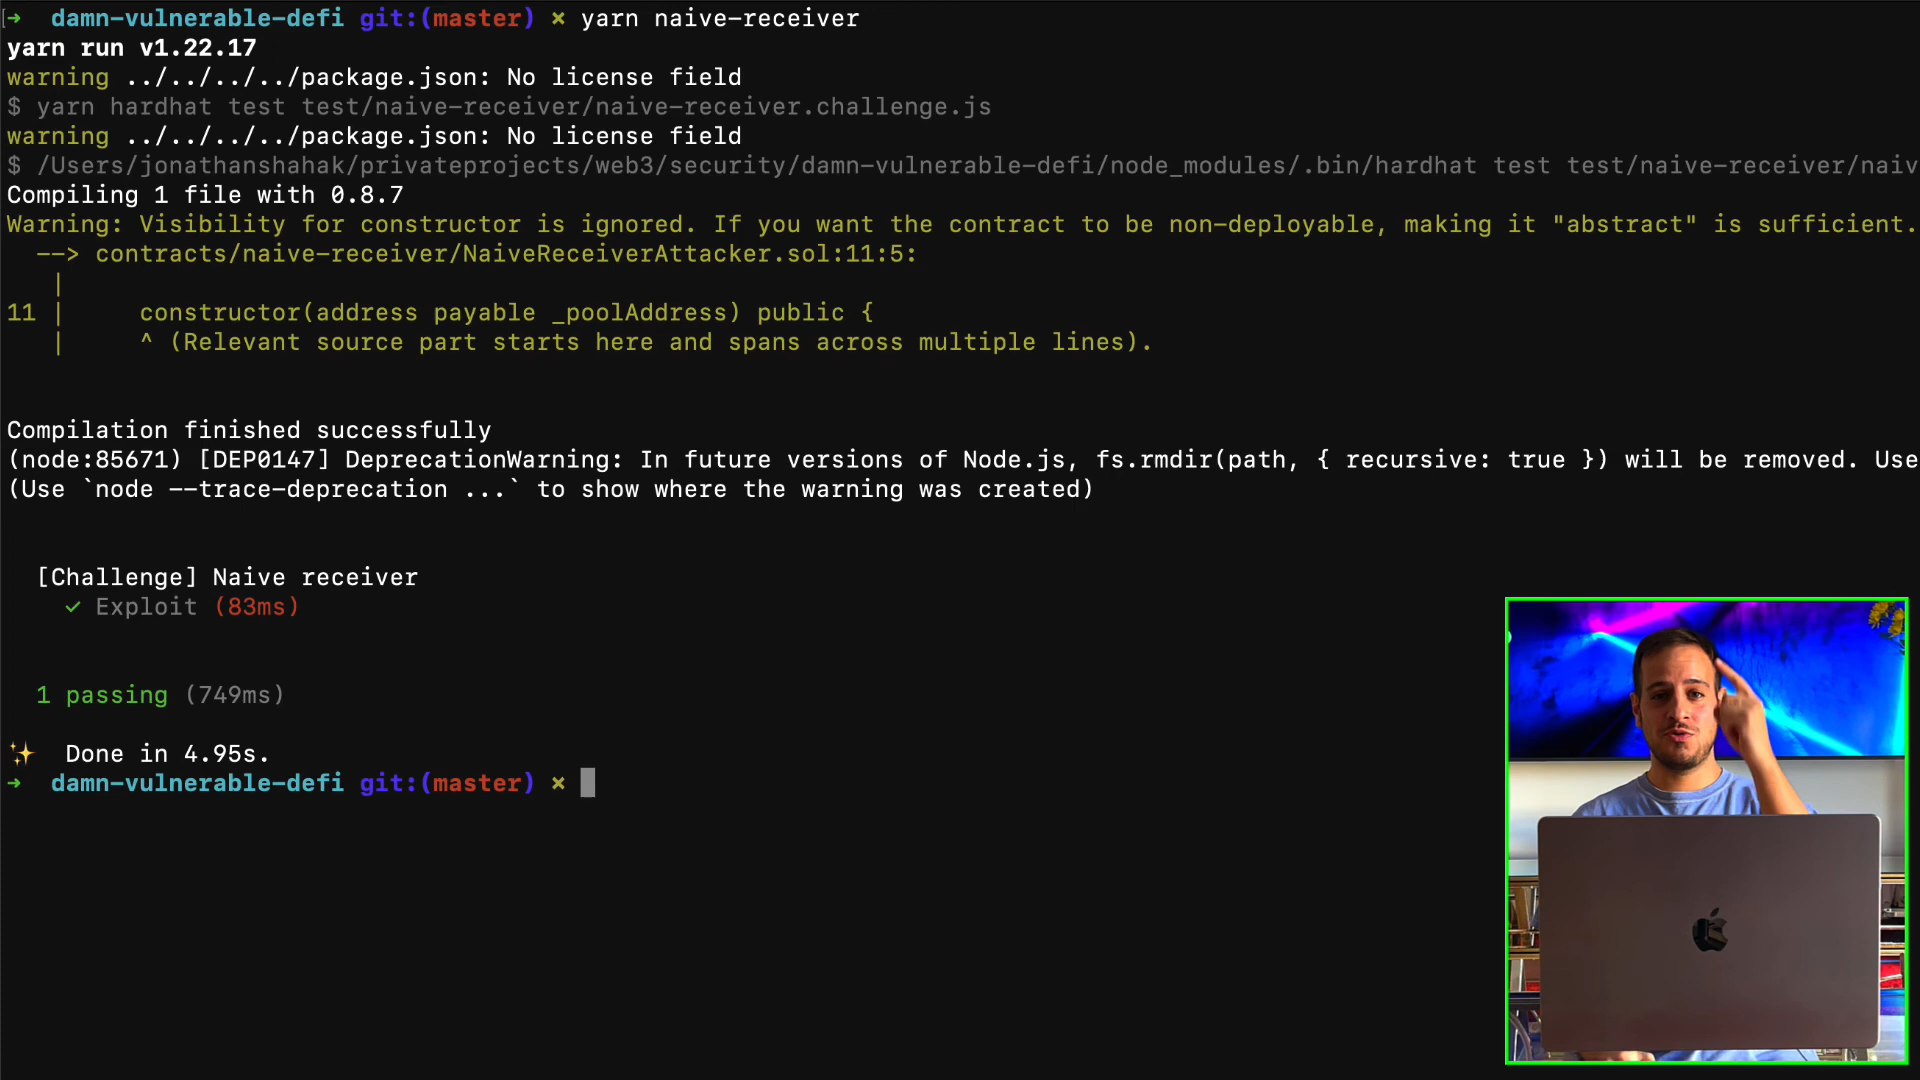 ➜ damn-vulnerable-defi git:(master) × yarn naive-receiver
yarn run v1.22.17
warning ../../../../package.json: No license field
$ yarn hardhat test test/naive-receiver/naive-receiver.challenge.js
warning ../../../../package.json: No license field
$ /Users/jonathanshahak/privateprojects/web3/security/damn-vulnerable-defi/node_modules/.bin/hardhat test test/naive-receiver/naiv
Compiling 1 file with 0.8.7
Warning: Visibility for constructor is ignored. If you want the contract to be non-deployable, making it "abstract" is sufficient.
--> contracts/naive-receiver/NaiveReceiverAttacker.sol:11:5:
|
11 | constructor(address payable _poolAddress) public {
| ^ (Relevant source part starts here and spans across multiple lines).
Compilation finished successfully
(node:85671) [DEP0147] DeprecationWarning: In future versions of Node.js, fs.rmdir(path, { recursive: true }) will be removed. Use
(Use `node --trace-deprecation ...` to show where the warning was created)
[Challenge] Naive receiver
✓ Exploit (83ms)
1 passing (749ms)
✨ Done in 4.95s.
➜ damn-vulnerable-defi git:(master) ×